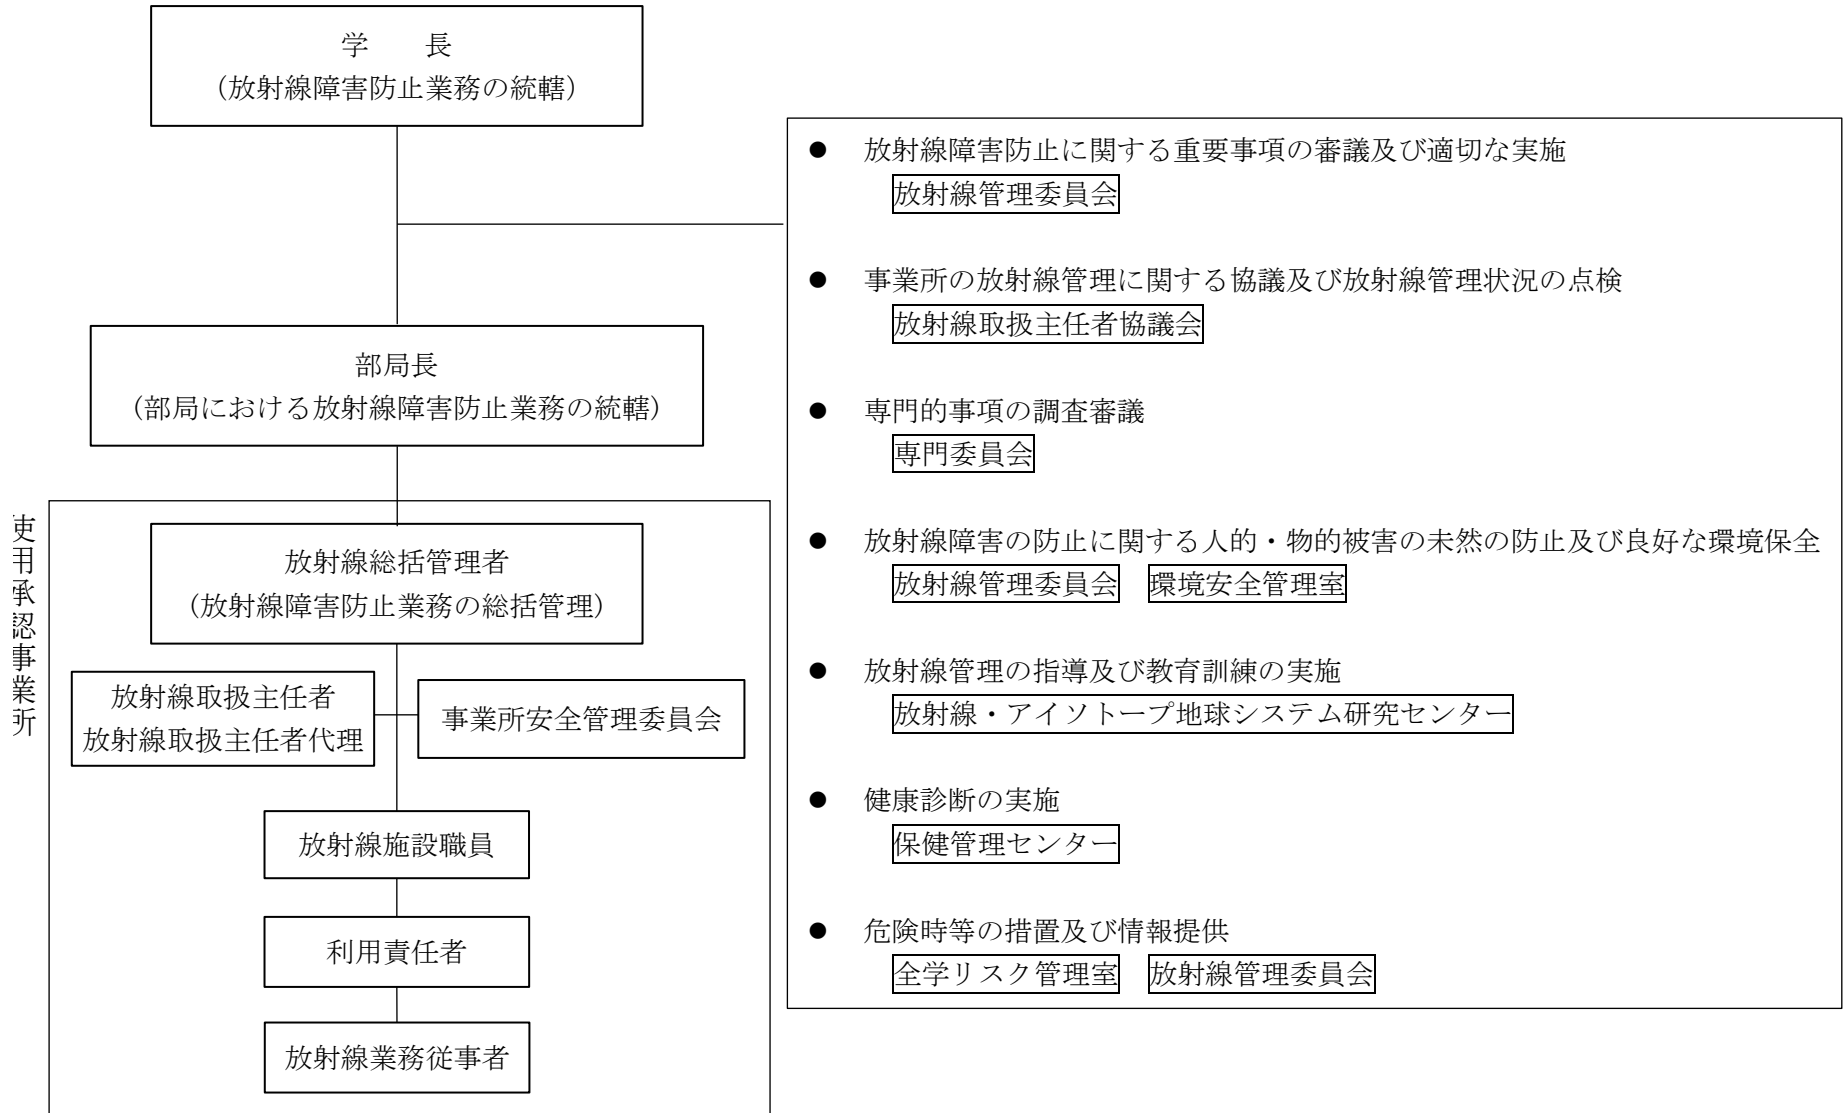 学　長
（放射線障害防止業務の統轄）
部局長
（部局における放射線障害防止業務の統轄）
使用承認事業所
放射線総括管理者
（放射線障害防止業務の総括管理）
放射線取扱主任者
放射線取扱主任者代理
事業所安全管理委員会
放射線施設職員
利用責任者
放射線業務従事者
● 放射線障害防止に関する重要事項の審議及び適切な実施
放射線管理委員会
● 事業所の放射線管理に関する協議及び放射線管理状況の点検
放射線取扱主任者協議会
● 専門的事項の調査審議
専門委員会
● 放射線障害の防止に関する人的・物的被害の未然の防止及び良好な環境保全
放射線管理委員会　環境安全管理室
● 放射線管理の指導及び教育訓練の実施
放射線・アイソトープ地球システム研究センター
● 健康診断の実施
保健管理センター
● 危険時等の措置及び情報提供
全学リスク管理室　放射線管理委員会